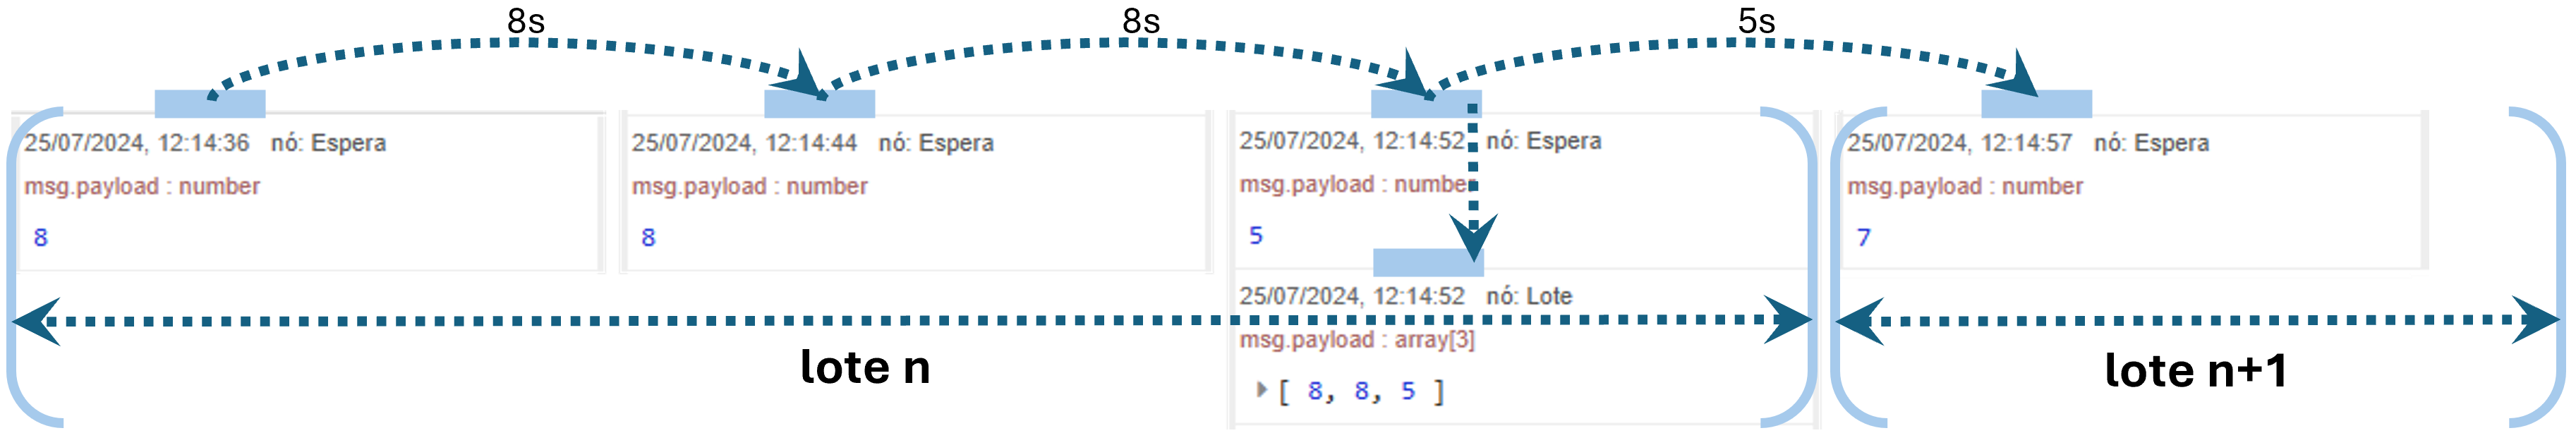 8s
8s
5s
25/07/2024, 12:14:36 nó: Espera
msg.payload : number
8
25/07/2024, 12:14:44 nó: Espera
msg.payload : number
8
25/07/2024, 12:14:52 nó: Espera
msg.payload : number
5
25/07/2024, 12:14:52 nó: Lote
msg.payload : array[3]
[ 8, 8, 5 ]
25/07/2024, 12:14:57 nó: Espera
msg.payload : number
7
lote n
lote n+1